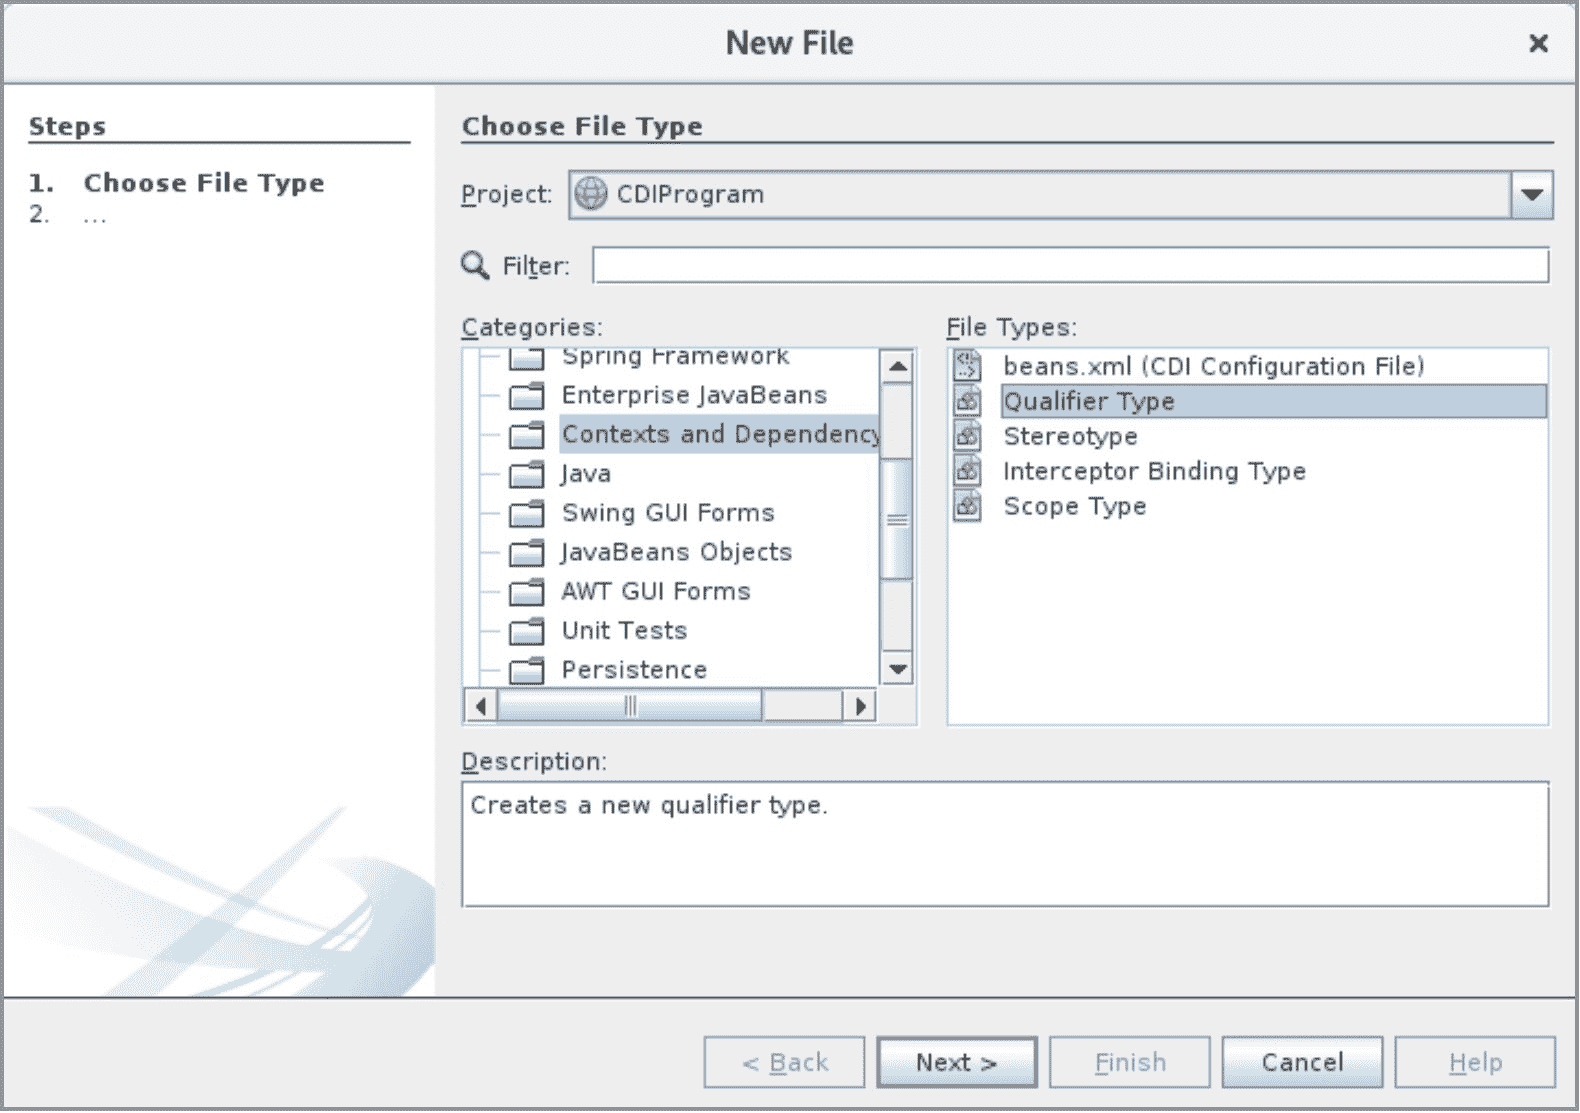 New File
Steps
1. Choose File Type
2. ...
Choose File Type
Project: CDIProgram
Filter:
Categories:
Spring Framework
Enterprise JavaBeans
Contexts and Dependency
Java
Swing GUI Forms
JavaBeans Objects
AWT GUI Forms
Unit Tests
Persistence
File Types:
beans.xml (CDI Configuration File)
Qualifier Type
Stereotype
Interceptor Binding Type
Scope Type
Description:
Creates a new qualifier type.
< Back Next > Finish Cancel Help